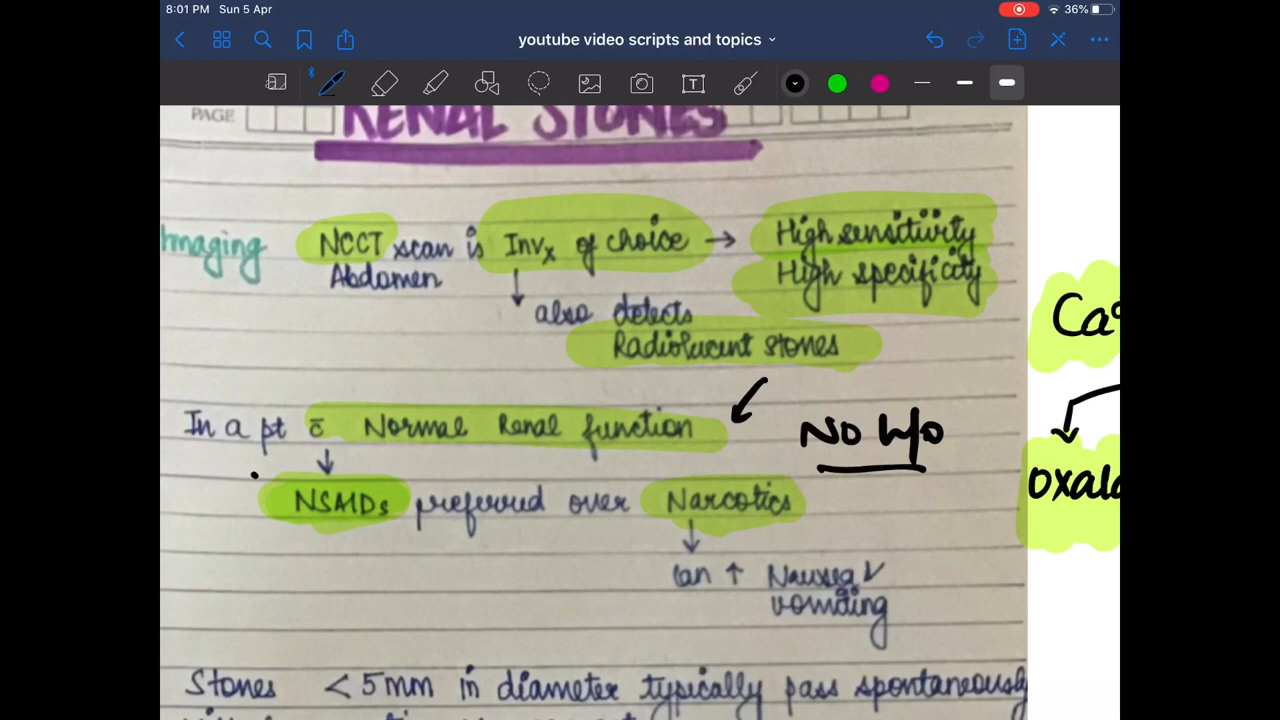 8:01 PM Sun 5 Apr
36%
youtube video scripts and topics
T
PAGE
RENAL STONES
Imaging NCCT scan is Invx of choice → High sensitivity
Abdomen High specificity
↓ also detects
Radiolucent stones
In a pt c̄ Normal Renal function
No h/o
↓
NSAIDs preferred over Narcotics
↓
can ↑ Nausea &
vomiting
Stones < 5mm in diameter typically pass spontaneously